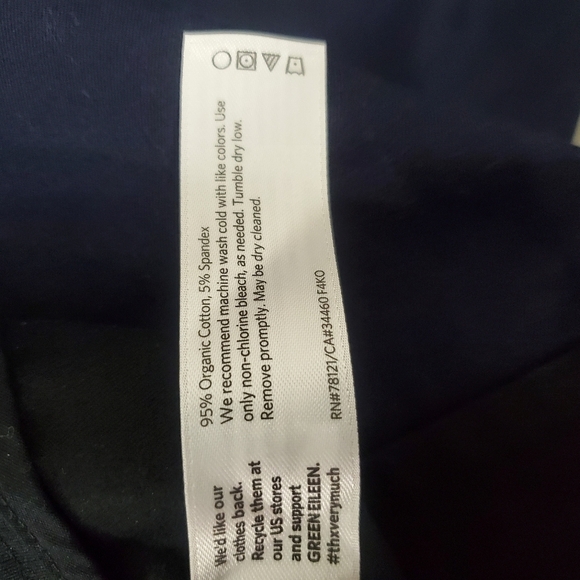 95% Organic Cotton, 5% Spandex
We recommend machine wash cold with like colors. Use
only non-chlorine bleach, as needed. Tumble dry low.
Remove promptly. May be dry cleaned.
RN#78121/CA#34460 F4KO
We'd like our
clothes back.
Recycle them at
our US stores
and support
GREEN EILEEN.
#thxverymuch